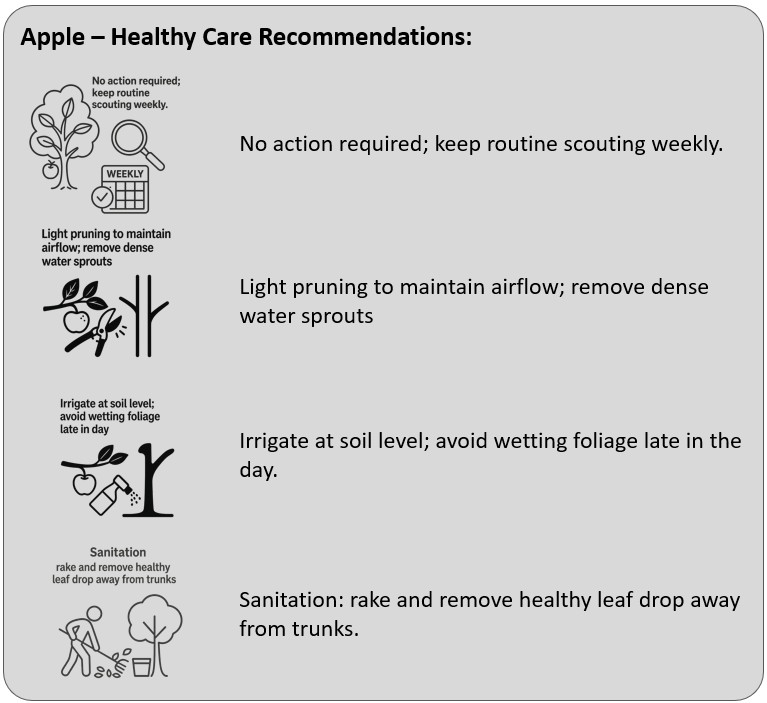 Apple – Healthy Care Recommendations:
No action required;
keep routine
scouting weekly.
WEEKLY
No action required; keep routine scouting weekly.
Light pruning to maintain
airflow; remove dense
water sprouts
Light pruning to maintain airflow; remove dense
water sprouts
Irrigate at soil level;
avoid wetting foliage
late in day
Irrigate at soil level; avoid wetting foliage late in the
day.
Sanitation
rake and remove healthy
leaf drop away from trunks
Sanitation: rake and remove healthy leaf drop away
from trunks.